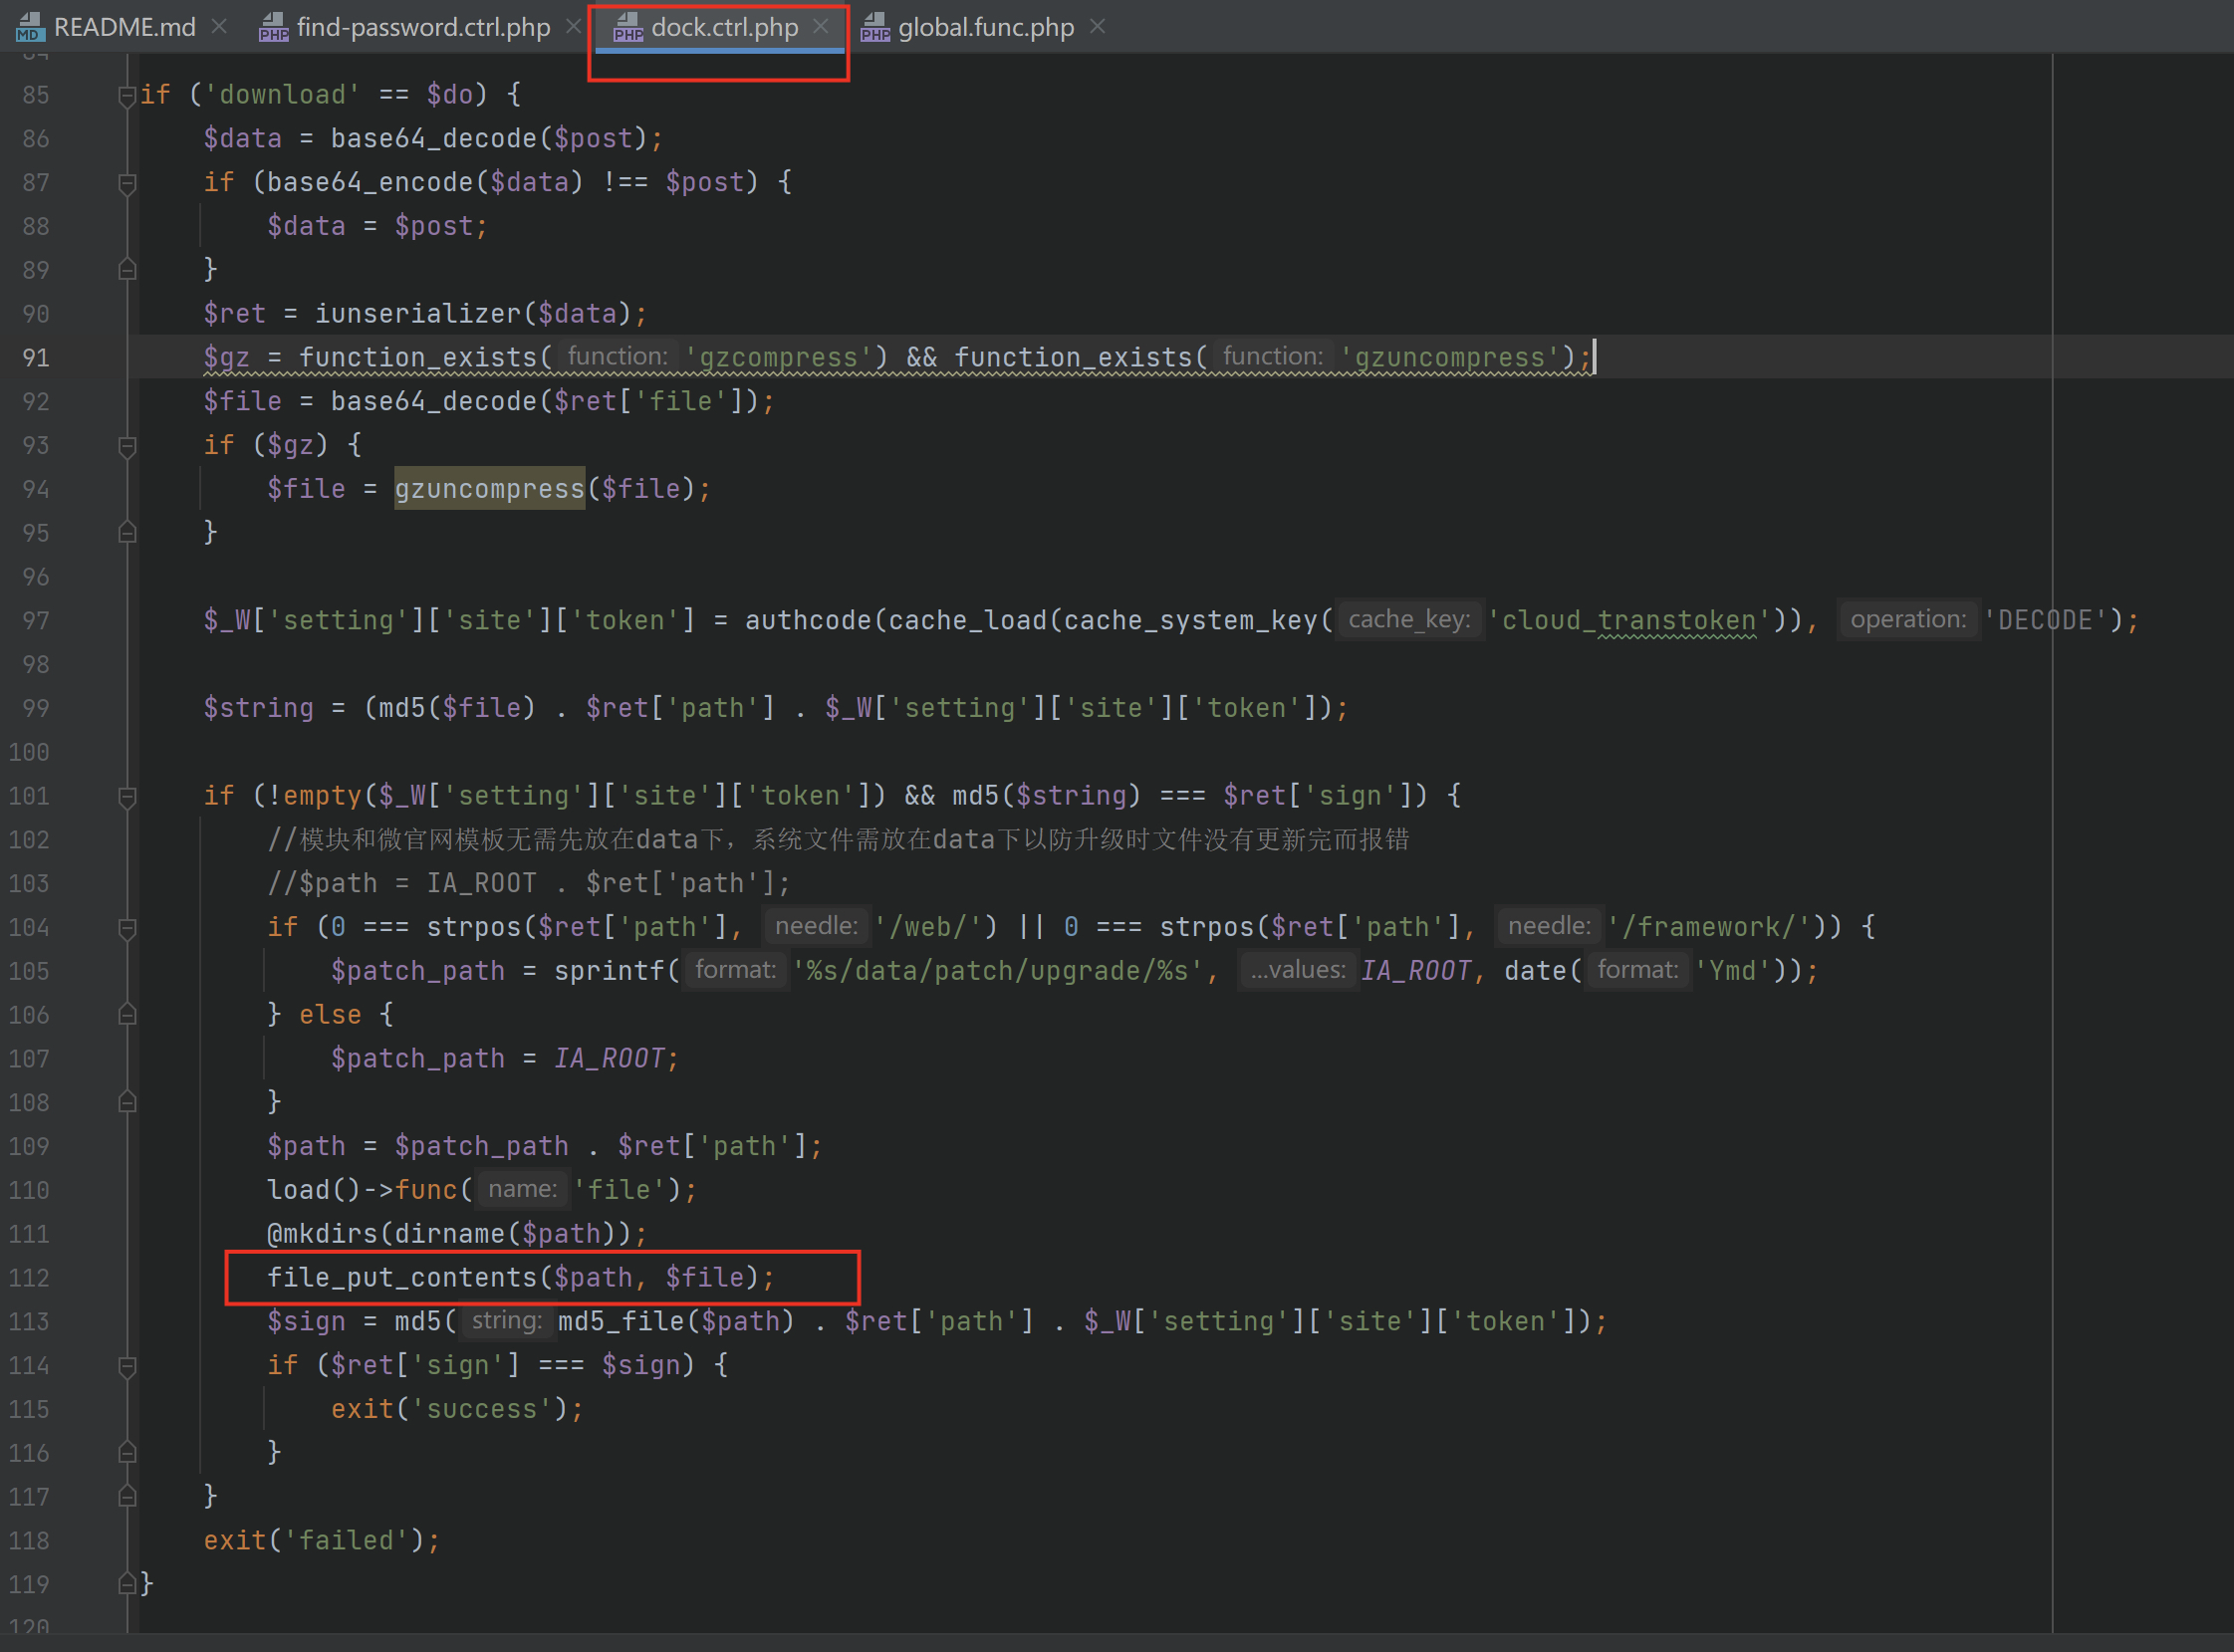 README.md find-password.ctrl.php dock.ctrl.php global.func.php
84
85 if ('download' == $do) {
86 $data = base64_decode($post);
87 if (base64_encode($data) !== $post) {
88 $data = $post;
89 }
90 $ret = iunserializer($data);
91 $gz = function_exists( function: 'gzcompress') && function_exists( function: 'gzuncompress');
92 $file = base64_decode($ret['file']);
93 if ($gz) {
94 $file = gzuncompress($file);
95 }
96
97 $_W['setting']['site']['token'] = authcode(cache_load(cache_system_key( cache_key: 'cloud_transtoken')), operation: 'DECODE');
98
99 $string = (md5($file) . $ret['path'] . $_W['setting']['site']['token']);
100
101 if (!empty($_W['setting']['site']['token']) && md5($string) === $ret['sign']) {
102 //模块和微官网模板无需先放在data下，系统文件需放在data下以防升级时文件没有更新完而报错
103 //$path = IA_ROOT . $ret['path'];
104 if (0 === strpos($ret['path'], needle: '/web/') || 0 === strpos($ret['path'], needle: '/framework/')) {
105 $patch_path = sprintf( format: '%s/data/patch/upgrade/%s', ...values: IA_ROOT, date( format: 'Ymd'));
106 } else {
107 $patch_path = IA_ROOT;
108 }
109 $path = $patch_path . $ret['path'];
110 load()->func( name: 'file');
111 @mkdirs(dirname($path));
112 file_put_contents($path, $file);
113 $sign = md5( string: md5_file($path) . $ret['path'] . $_W['setting']['site']['token']);
114 if ($ret['sign'] === $sign) {
115 exit('success');
116 }
117 }
118 exit('failed');
119 }
120